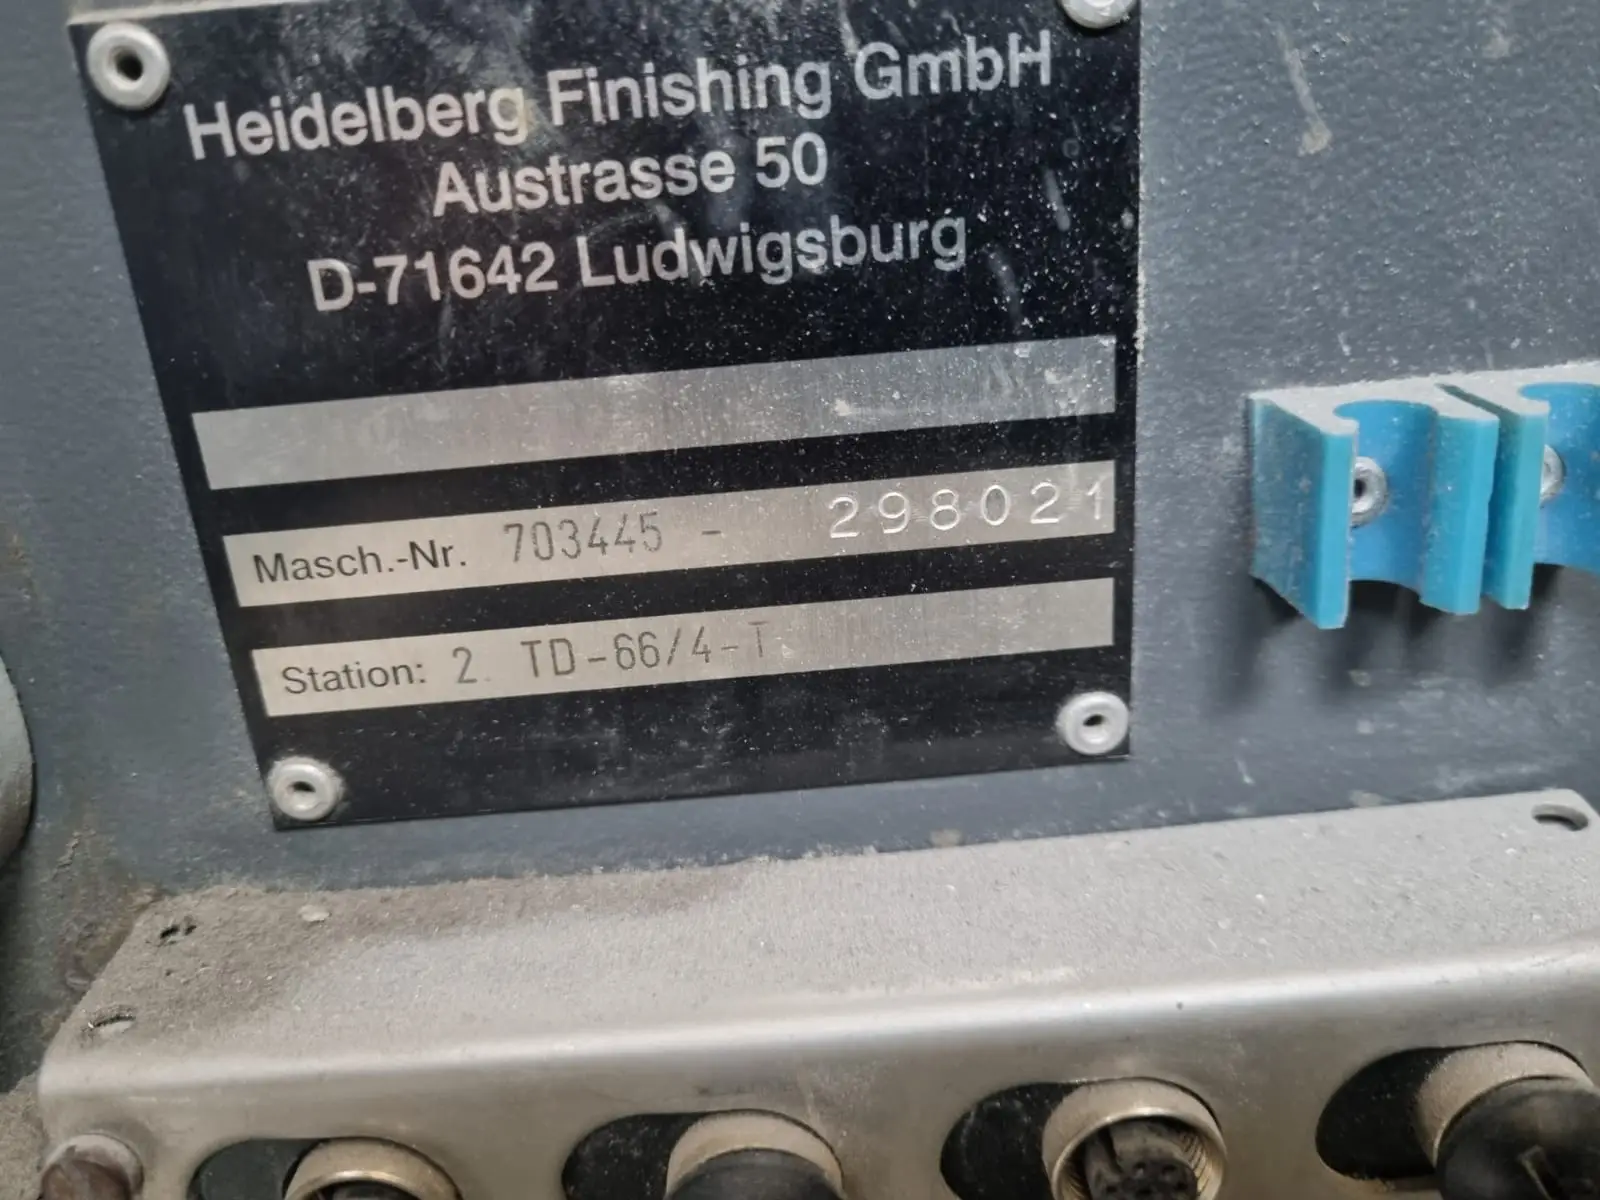 Heidelberg Finishing GmbH
Austrasse 50
D-71642 Ludwigsburg
Masch.-Nr. 703445 - 298021
Station: 2. TD-66/4-T